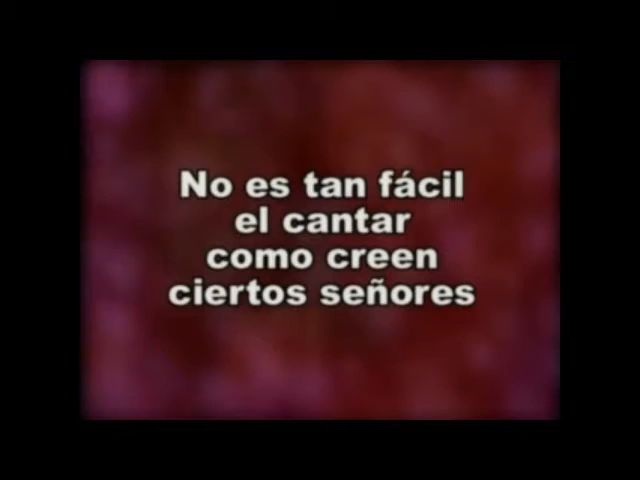 No es tan fácil
el cantar
como creen
ciertos señores